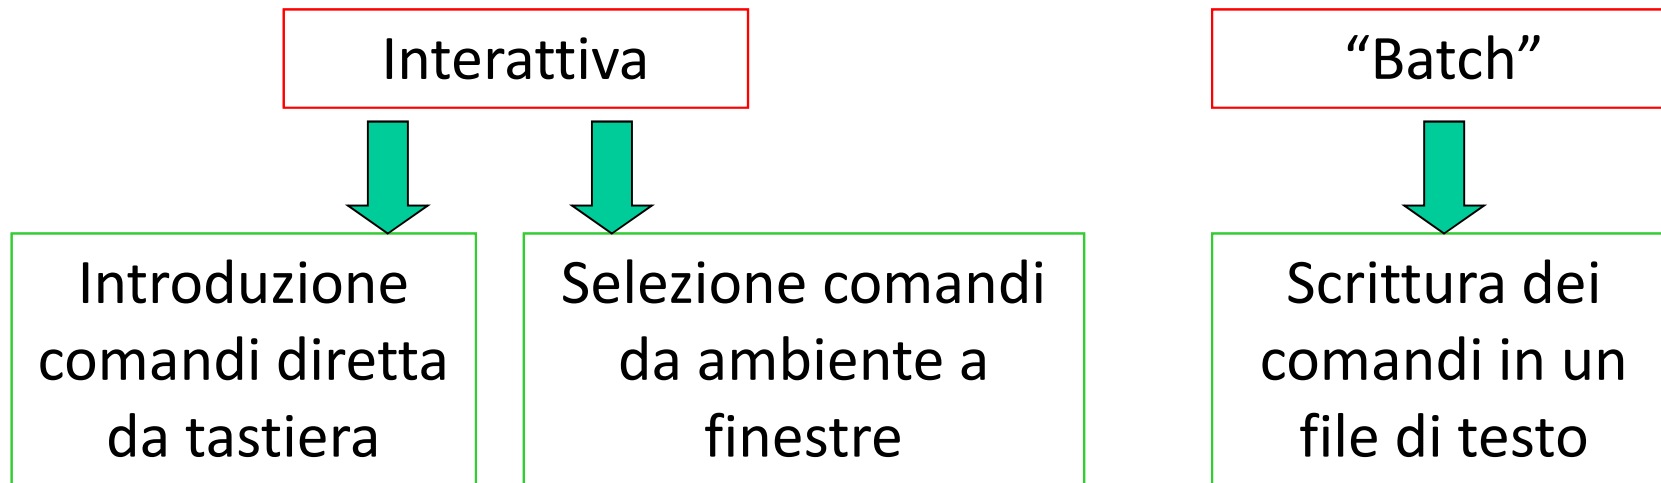 Interattiva
“Batch”
Introduzione
comandi diretta
da tastiera
Selezione comandi
da ambiente a
finestre
Scrittura dei
comandi in un
file di testo